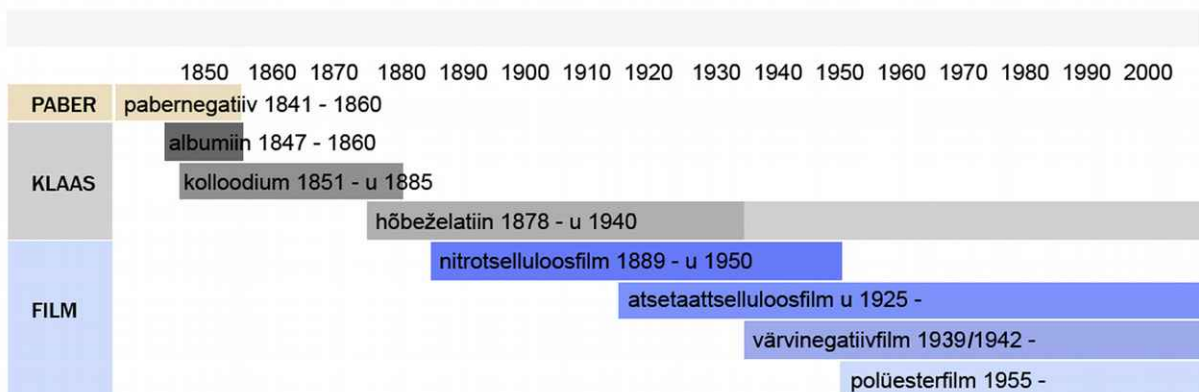 1850 1860 1870 1880 1890 1900 1910 1920 1930 1940 1950 1960 1970 1980 1990 2000
PABER pabernegatiiv 1841 - 1860
albumiin 1847 - 1860
KLAAS kolloodium 1851 - u 1885
hõbeželatiin 1878 - u 1940
nitrotselluloosfilm 1889 - u 1950
FILM atsetaattselluloosfilm u 1925 -
värvinegatiivfilm 1939/1942 -
polüesterfilm 1955 -